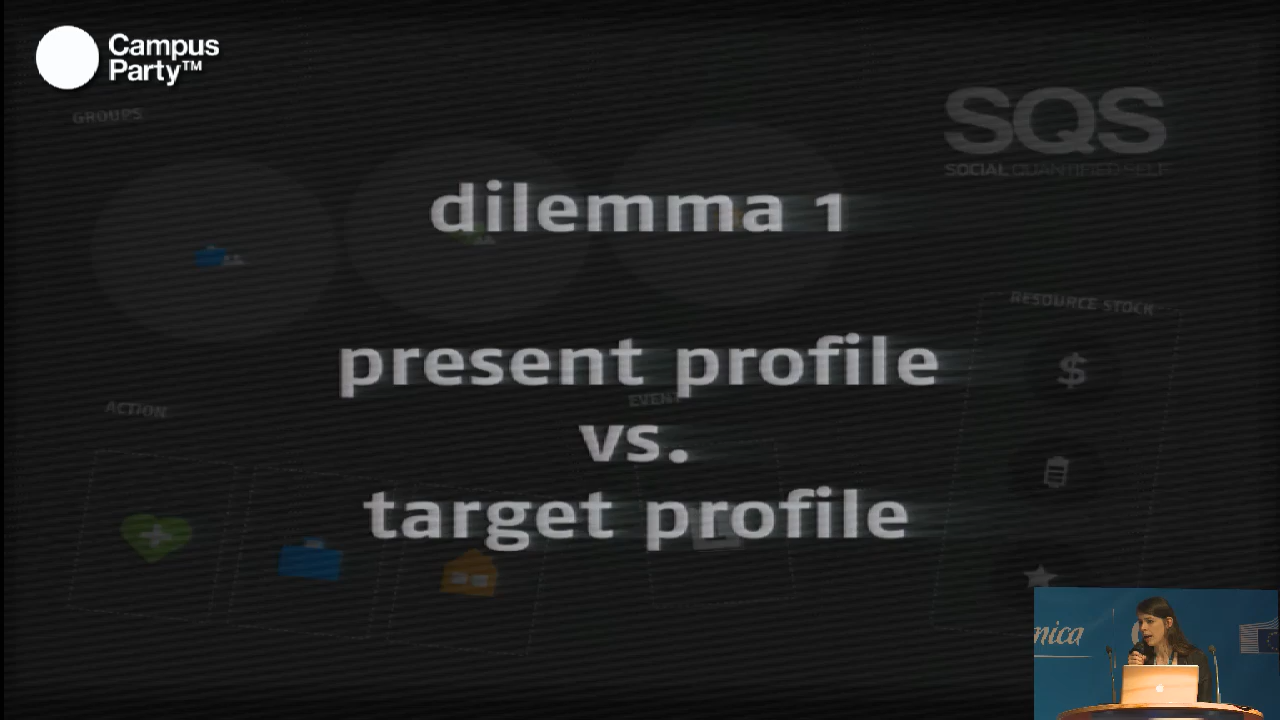 Campus
Party™
GROUPS
SQS
SOCIAL QUANTIFIED SELF
dilemma 1
RESOURCE STOCK
present profile
$
ACTION
EVENT
vs.
target profile
nica